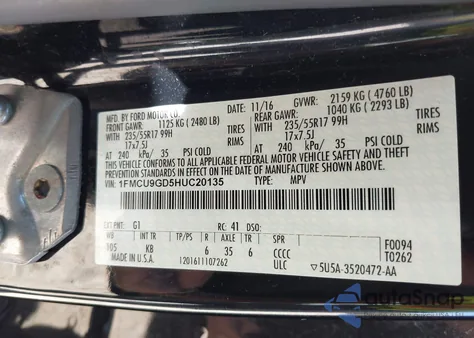 MFD. BY FORD MOTOR CO. 11/16 GVWR: 2159 KG ( 4760 LB)
FRONT GAWR: 1125 KG ( 2480 LB) REAR GAWR: 1040 KG ( 2293 LB)
WITH TIRES WITH TIRES
235/55R17 99H 235/55R17 99H
17x7.5J RIMS 17x7.5J RIMS
AT 240 kPa/ 35 PSI COLD AT 240 kPa/ 35 PSI COLD
THIS VEHICLE CONFORMS TO ALL APPLICABLE FEDERAL MOTOR VEHICLE SAFETY AND THEFT
PREVENTION STANDARDS IN EFFECT ON THE DATE OF MANUFACTURE SHOWN ABOVE.
VIN: 1FMCU9GD5HUC20135 TYPE: MPV
EXT PNT: G1 RC: 41 DSO:
WB INT TR TP/PS R AXLE TR SPR F0094
105 KB 6 35 6 CCCC T0262
1201611107262 ULC ▽5U5A-3520472-AA
autoSnap